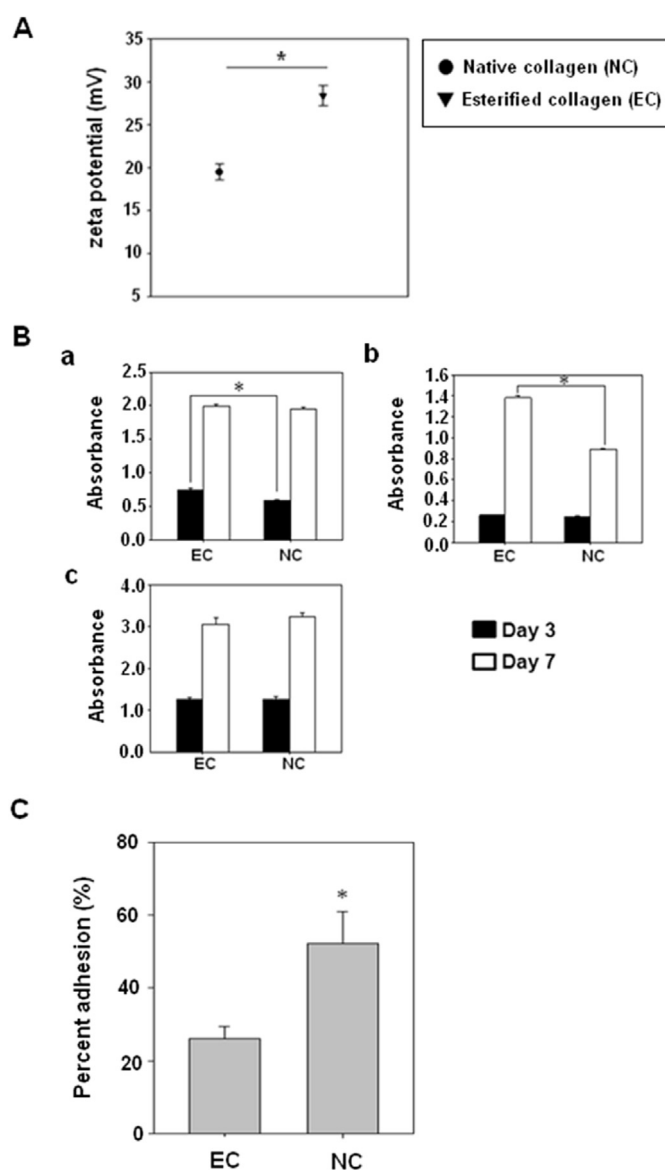 A
zeta potential (mV)
35
30
25
20
15
10
5
*
Native collagen (NC)
Esterified collagen (EC)
B
a
Absorbance
2.5
2.0
1.5
1.0
0.5
0.0
*
EC NC
b
Absorbance
1.6
1.4
1.2
1.0
0.8
0.6
0.4
0.2
0.0
*
EC NC
c
Absorbance
4.0
3.0
2.0
1.0
0.0
EC NC
Day 3
Day 7
C
Percent adhesion (%)
80
60
40
20
0
*
EC NC